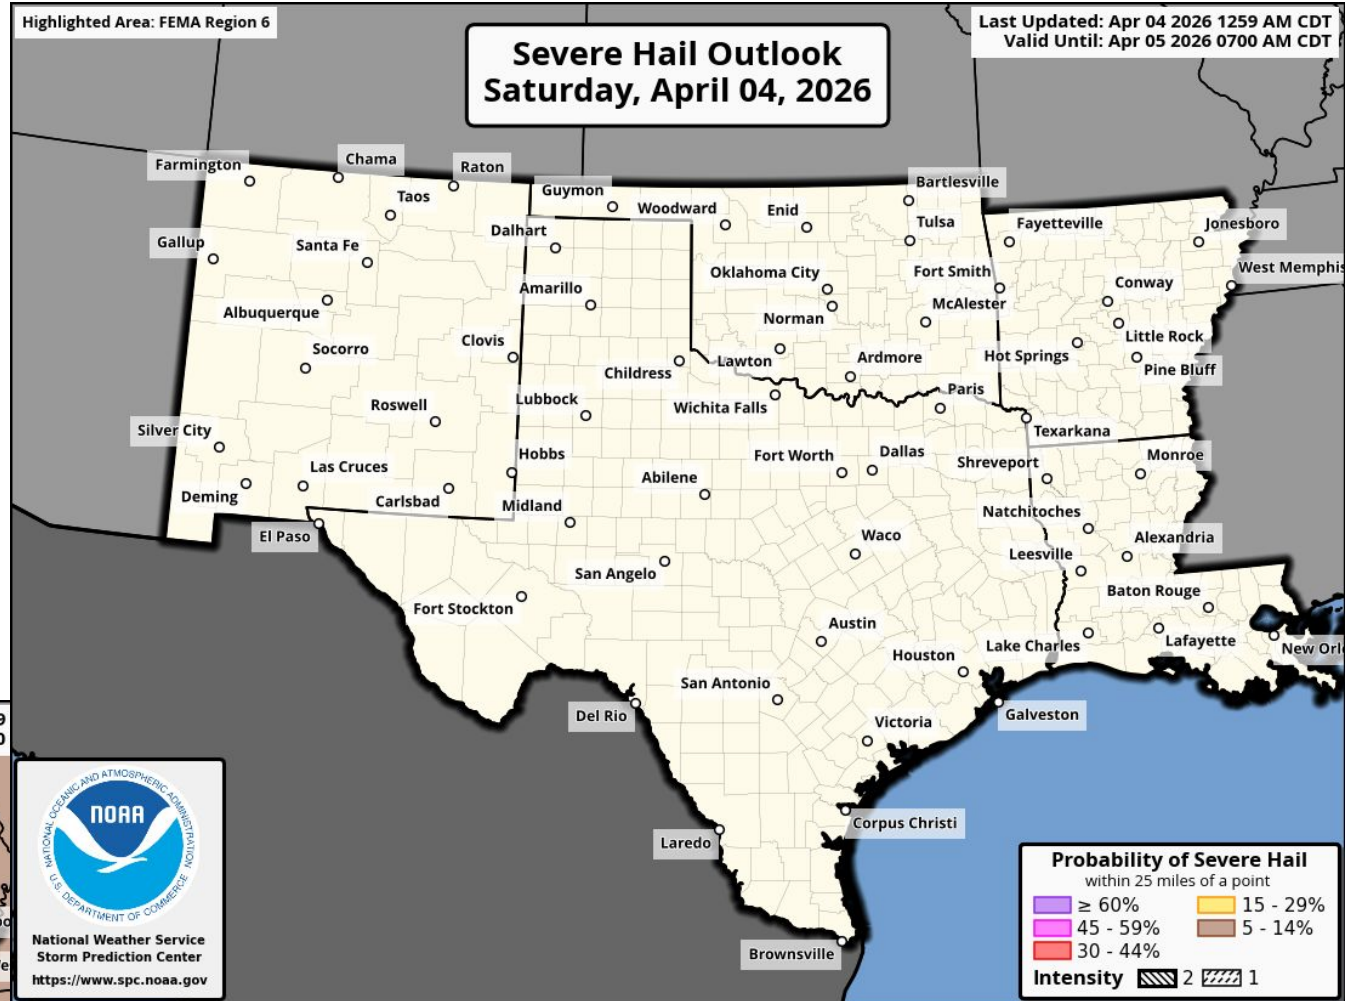 Highlighted Area: FEMA Region 6
Severe Hail Outlook
Saturday, April 04, 2026
Last Updated: Apr 04 2026 1259 AM CDT
Valid Until: Apr 05 2026 0700 AM CDT
Farmington
Chama
Raton
Taos
Guymon
Woodward
Enid
Bartlesville
Tulsa
Fayetteville
Jonesboro
Gallup
Santa Fe
Dalhart
Oklahoma City
Fort Smith
West Memphis
Albuquerque
Amarillo
Norman
McAlester
Conway
Socorro
Clovis
Childress
Lawton
Ardmore
Hot Springs
Little Rock
Pine Bluff
Roswell
Lubbock
Wichita Falls
Paris
Silver City
Texarkana
Las Cruces
Hobbs
Abilene
Fort Worth
Dallas
Shreveport
Monroe
Deming
Carlsbad
Midland
Natchitoches
El Paso
San Angelo
Waco
Leesville
Alexandria
Fort Stockton
Baton Rouge
Austin
Houston
Lake Charles
Lafayette
New Orl
San Antonio
Del Rio
Victoria
Galveston
Laredo
Corpus Christi
Brownsville
NATIONAL OCEANIC AND ATMOSPHERIC ADMINISTRATION
NOAA
U.S. DEPARTMENT OF COMMERCE
National Weather Service
Storm Prediction Center
https://www.spc.noaa.gov
Probability of Severe Hail
within 25 miles of a point
≥ 60%
15 - 29%
45 - 59%
5 - 14%
30 - 44%
Intensity 2 1